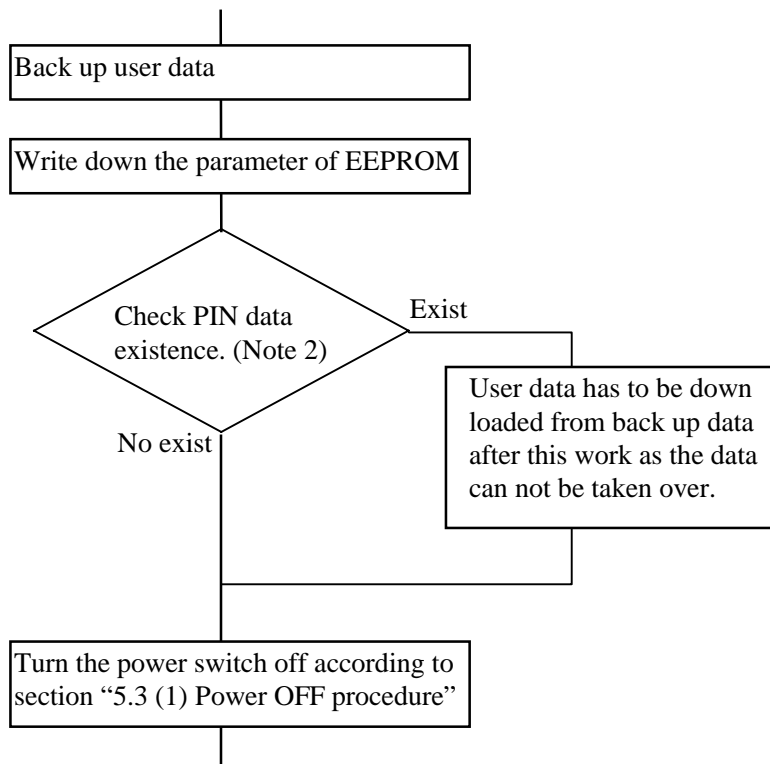 Back up user data
Write down the parameter of EEPROM
Check PIN data
existence. (Note 2)
Exist
User data has to be down
loaded from back up data
after this work as the data
can not be taken over.
No exist
Turn the power switch off according to
section “5.3 (1) Power OFF procedure”